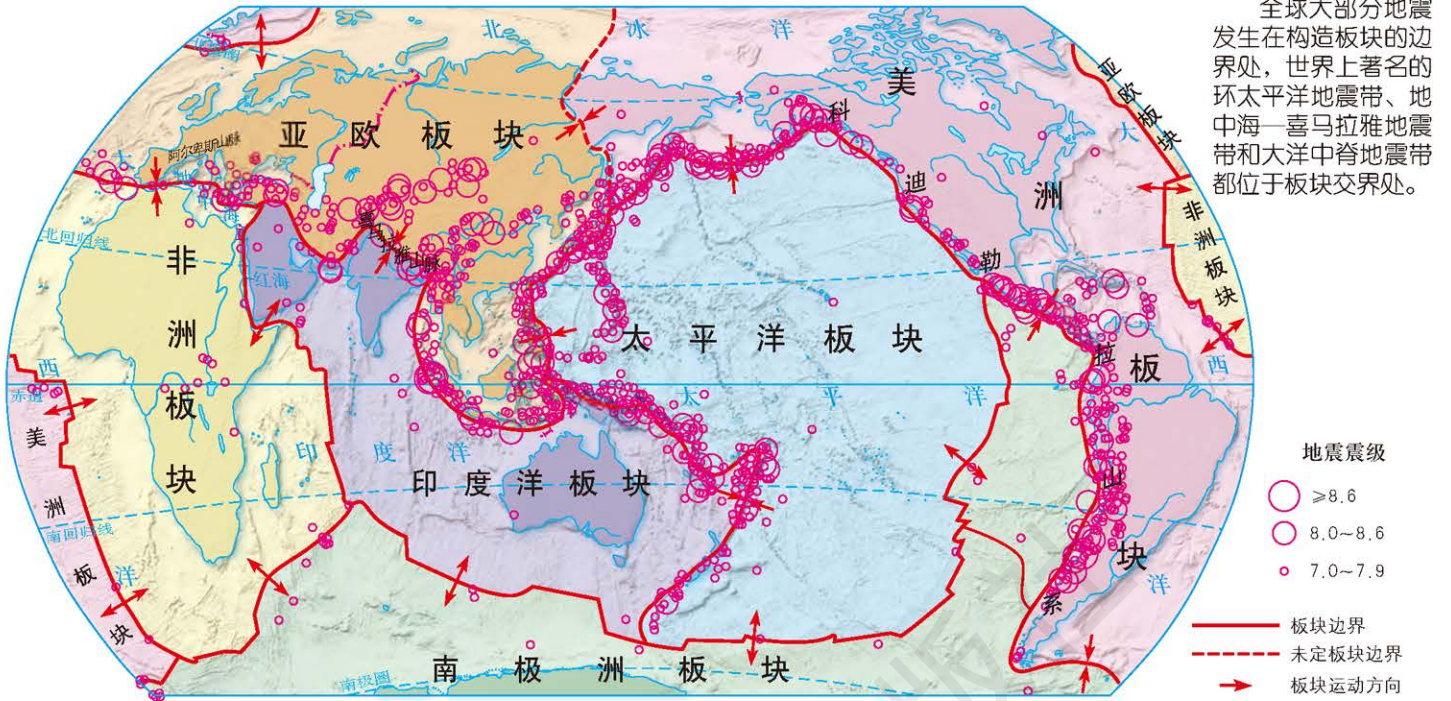 全球大部分地震
发生在构造板块的边
界处，世界上著名的
环太平洋地震带、地
中海—喜马拉雅地震
带和大洋中脊地震带
都位于板块交界处。
北冰洋
亚欧板块
阿尔卑斯山脉
喜马拉雅山脉
大
地中海
北回归线
红海
非洲板块
西
赤道
美洲板块
洋
印度洋
南回归线
印度洋板块
太平洋板块
太平洋
南极洲板块
南极圈
美洲板块
科迪勒拉山系
大
西
洋
亚欧板块
非洲板块
地震震级
≥8.6
8.0~8.6
7.0~7.9
板块边界
未定板块边界
板块运动方向